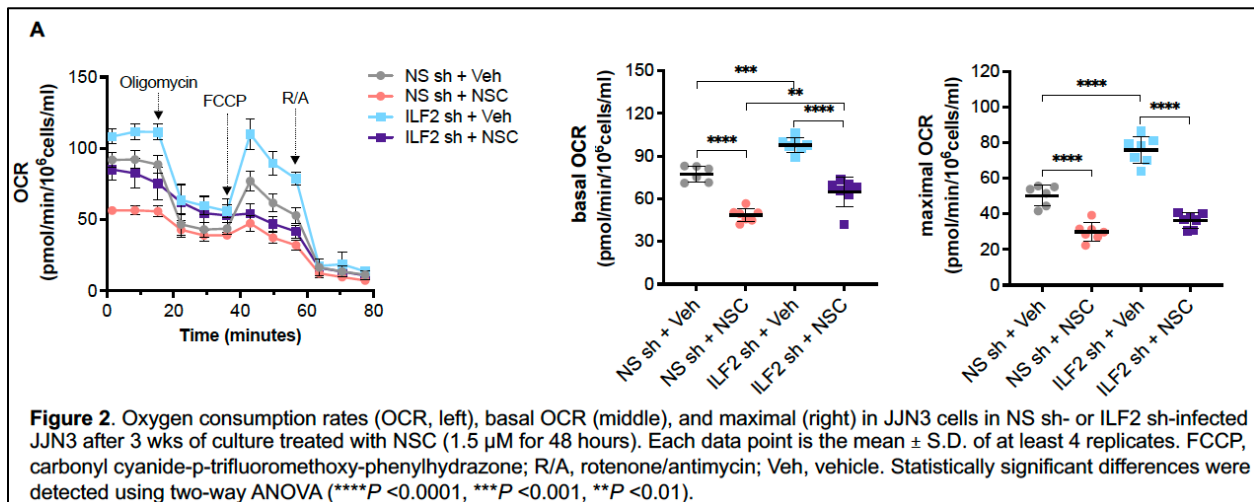 A
150
100
50
0
OCR
(pmol/min/10⁶cells/ml)
Oligomycin
FCCP
R/A
0 20 40 60 80
Time (minutes)
NS sh + Veh
NS sh + NSC
ILF2 sh + Veh
ILF2 sh + NSC
basal OCR
(pmol/min/10⁶cells/ml)
150
120
90
60
30
0
***
**
****
****
NS sh + Veh
NS sh + NSC
ILF2 sh + Veh
ILF2 sh + NSC
maximal OCR
(pmol/min/10⁶cells/ml)
120
100
80
60
40
20
0
****
****
****
NS sh + Veh
NS sh + NSC
ILF2 sh + Veh
ILF2 sh + NSC
Figure 2. Oxygen consumption rates (OCR, left), basal OCR (middle), and maximal (right) in JJN3 cells in NS sh- or ILF2 sh-infected
JJN3 after 3 wks of culture treated with NSC (1.5 µM for 48 hours). Each data point is the mean ± S.D. of at least 4 replicates. FCCP,
carbonyl cyanide-p-trifluoromethoxy-phenylhydrazone; R/A, rotenone/antimycin; Veh, vehicle. Statistically significant differences were
detected using two-way ANOVA (****P <0.0001, ***P <0.001, **P <0.01).